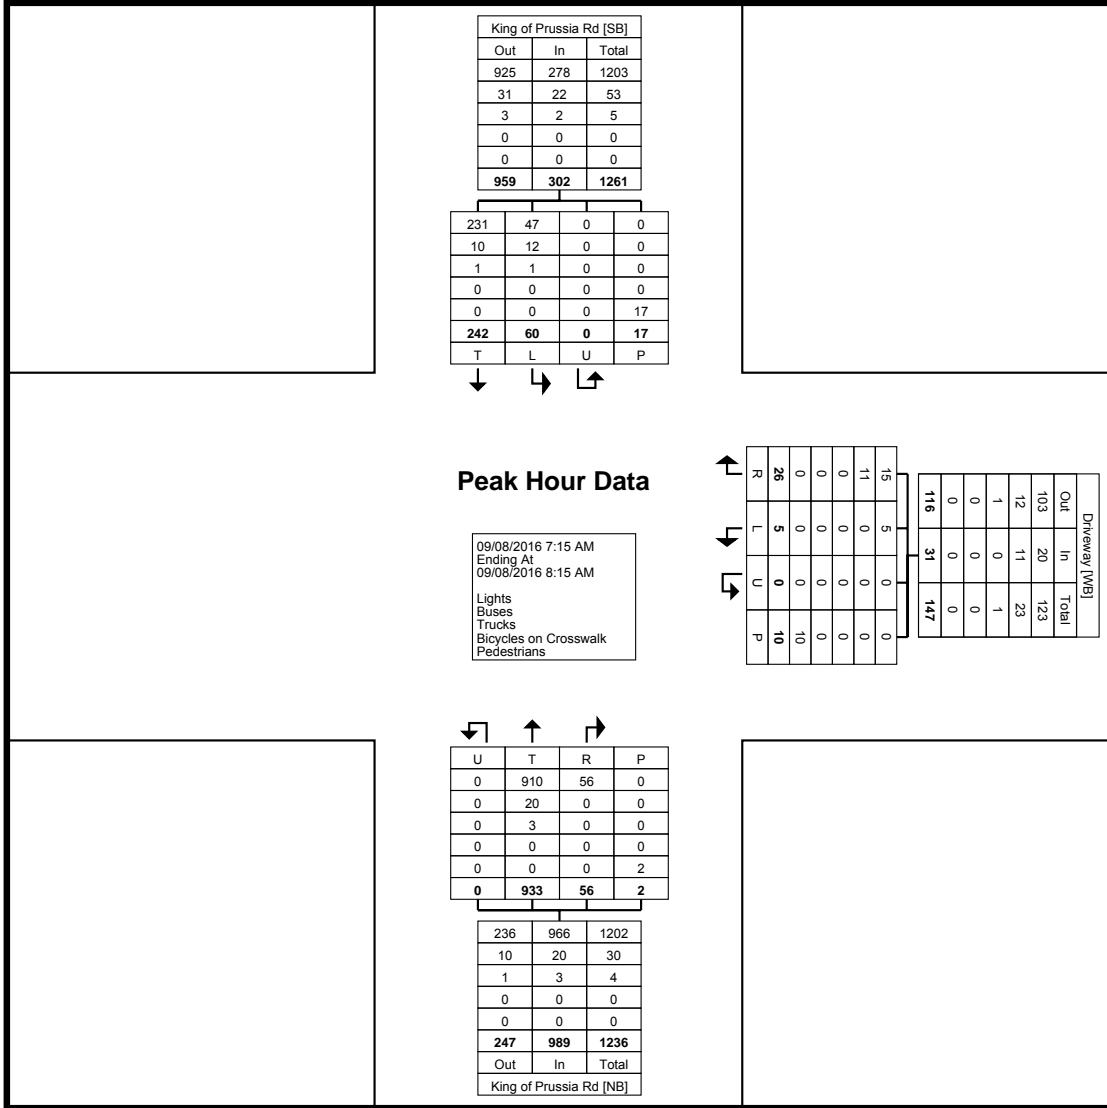 King of Prussia Rd [SB]
Out In Total
925 278 1203
31 22 53
3 2 5
0 0 0
0 0 0
959 302 1261
231 47 0 0
10 12 0 0
1 1 0 0
0 0 0 0
0 0 0 17
242 60 0 17
T L U P
Peak Hour Data
09/08/2016 7:15 AM
Ending At
09/08/2016 8:15 AM
Lights
Buses
Trucks
Bicycles on Crosswalk
Pedestrians
Driveway [WB]
Out In Total
103 20 123
12 11 23
1 0 1
0 0 0
0 0 0
116 31 147
15 5 0 0
11 0 0 0
0 0 0 0
0 0 0 0
0 0 0 10
26 5 0 10
R L U P
U T R P
0 910 56 0
0 20 0 0
0 3 0 0
0 0 0 0
0 0 0 2
0 933 56 2
236 966 1202
10 20 30
1 3 4
0 0 0
0 0 0
247 989 1236
Out In Total
King of Prussia Rd [NB]